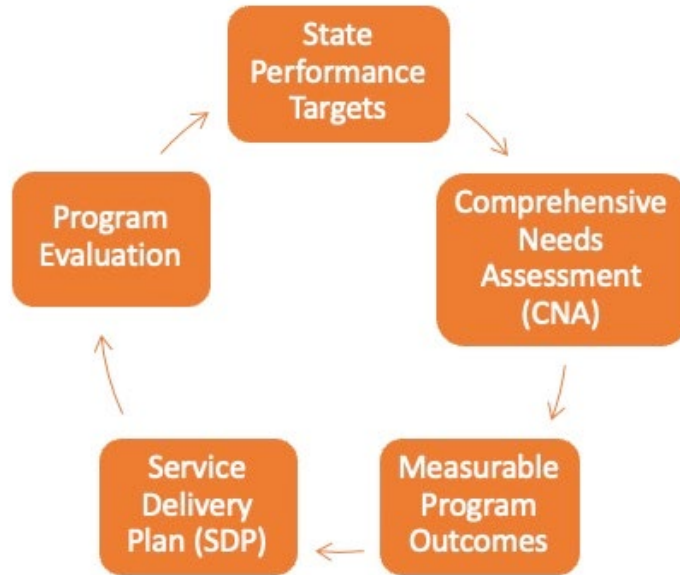 State
Performance
Targets
Comprehensive
Needs
Assessment
(CNA)
Measurable
Program
Outcomes
Service
Delivery
Plan (SDP)
Program
Evaluation